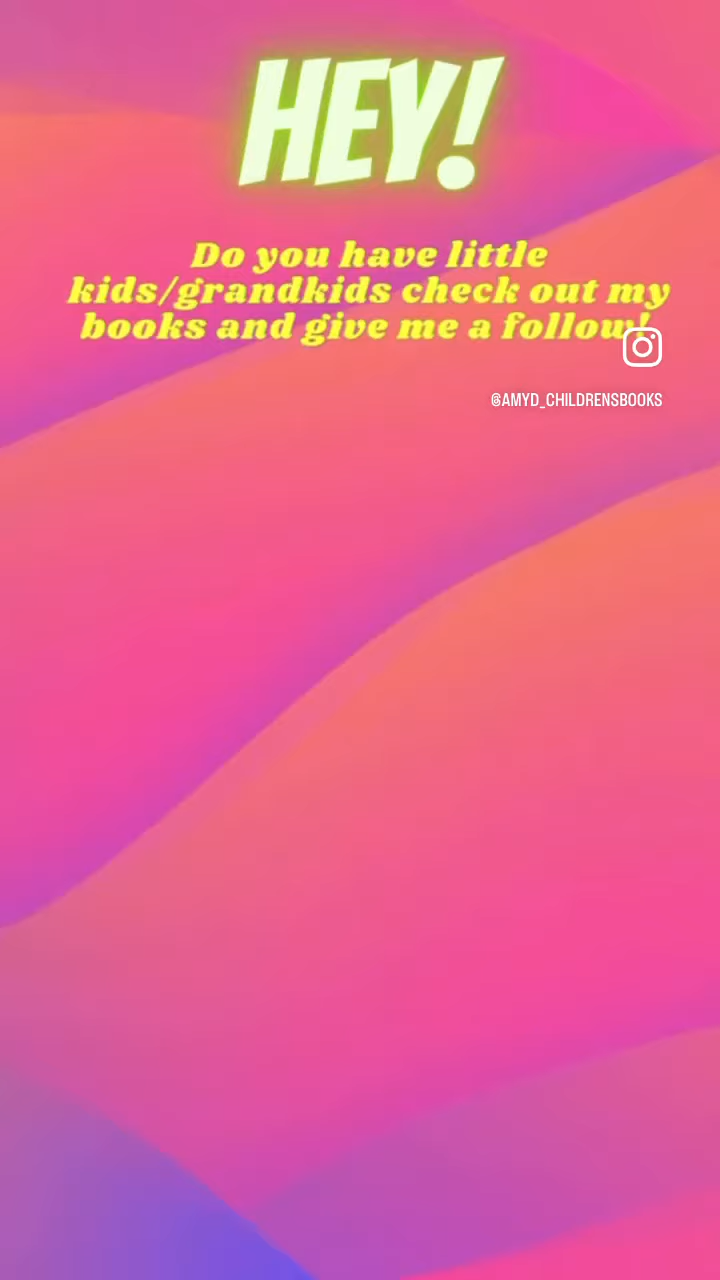 HEY!
Do you have little
kids/grandkids check out my
books and give me a follow!
@AMYD_CHILDRENSBOOKS